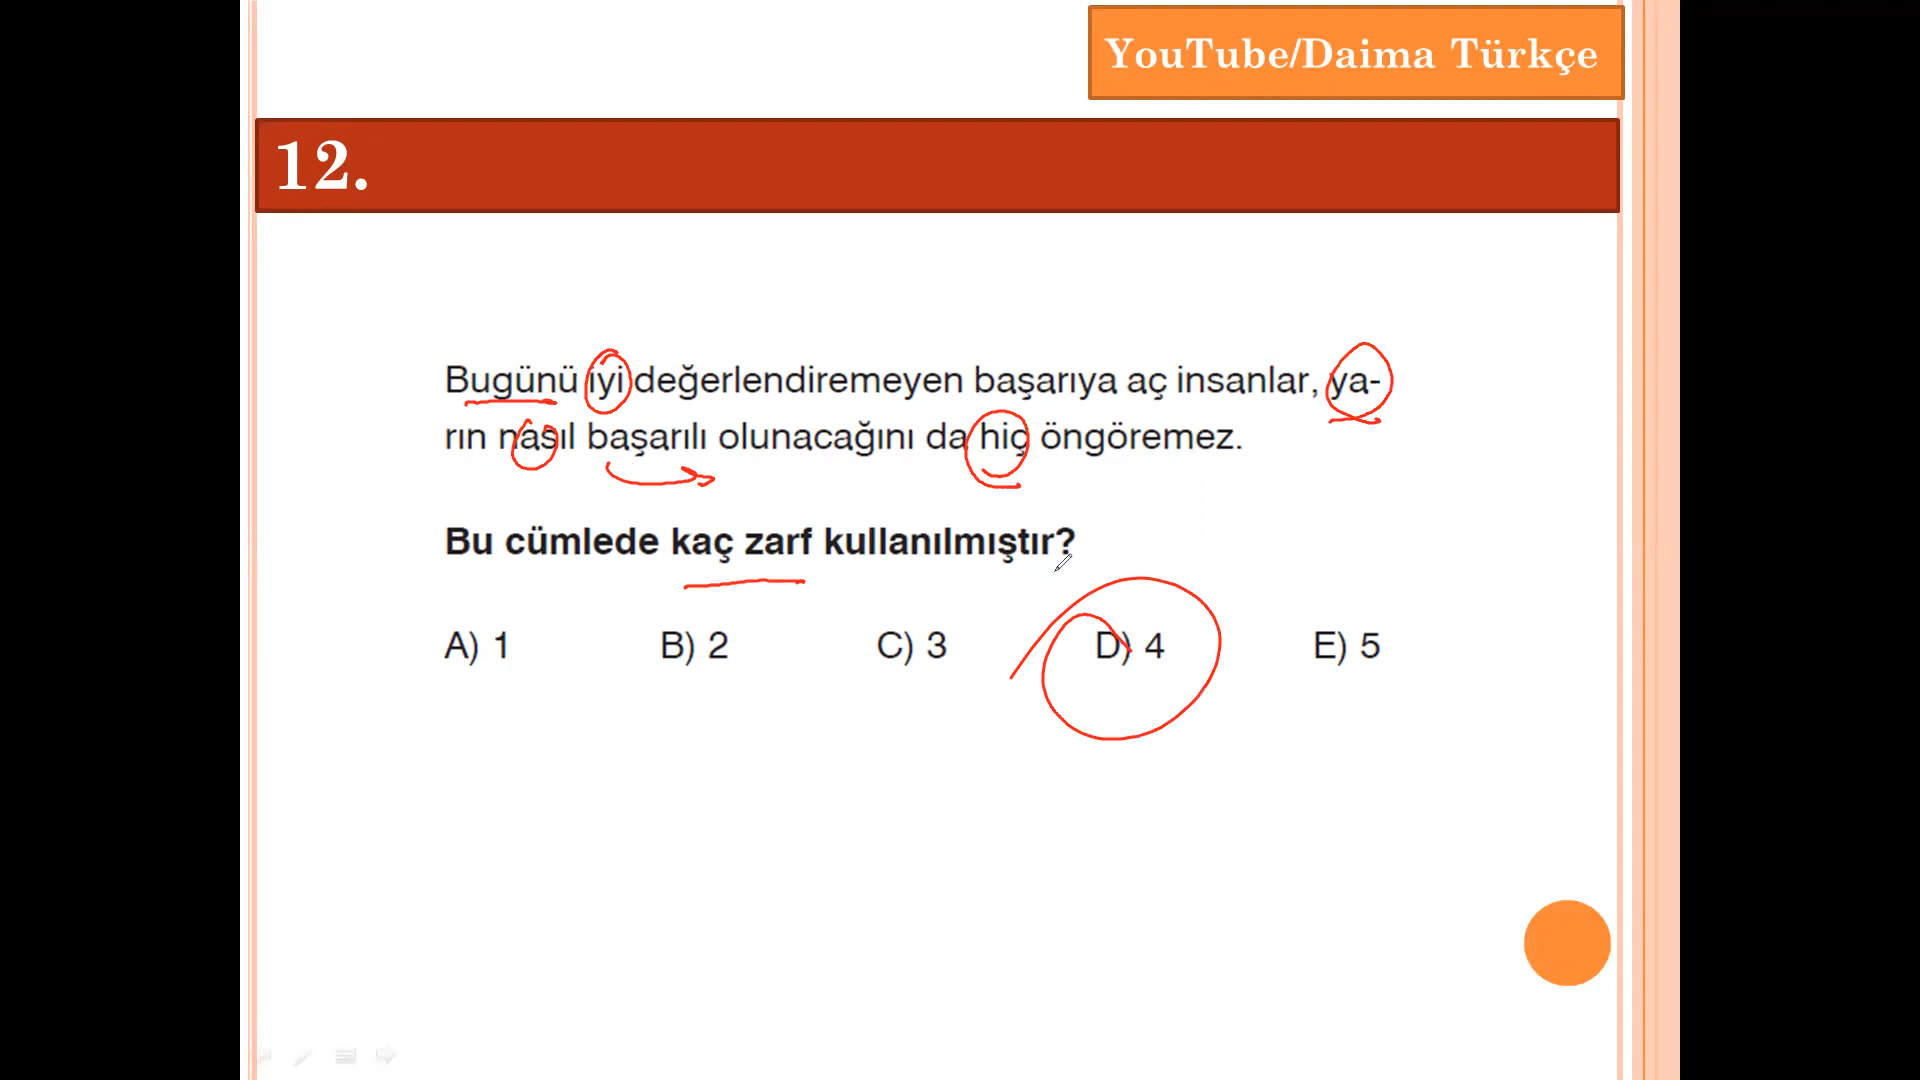 YouTube/Daima Türkçe
12.
Bugünü iyi değerlendiremeyen başarıya aç insanlar, ya-
rın nasıl başarılı olunacağını da hiç öngöremez.
Bu cümlede kaç zarf kullanılmıştır?
A) 1 B) 2 C) 3 D) 4 E) 5